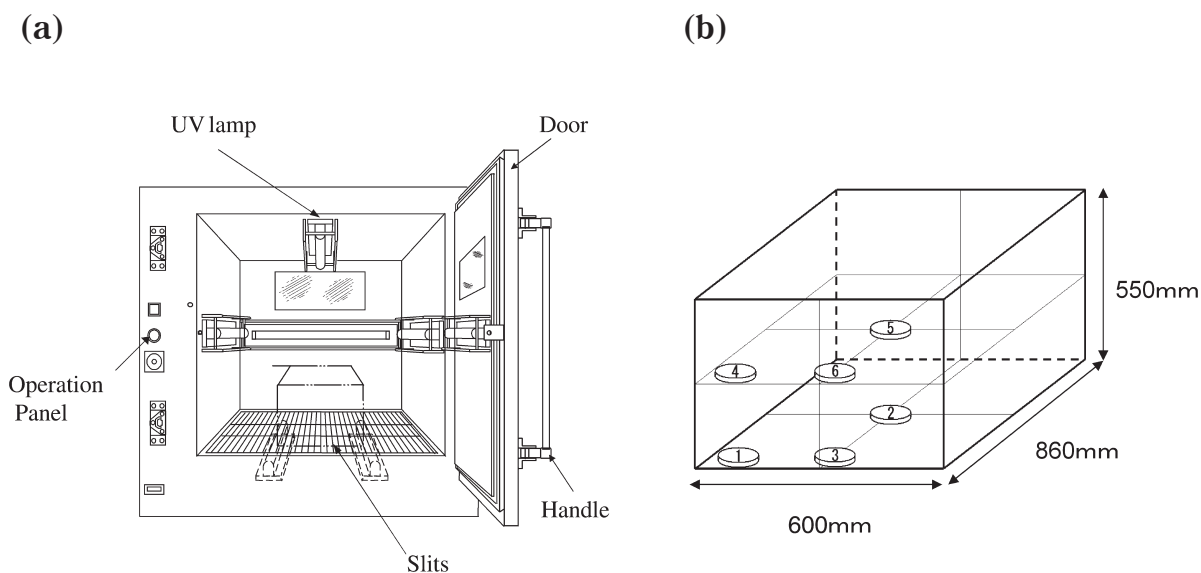 (a)
UV lamp
Door
Operation
Panel
Handle
Slits
(b)
5
4
6
2
1
3
550mm
860mm
600mm